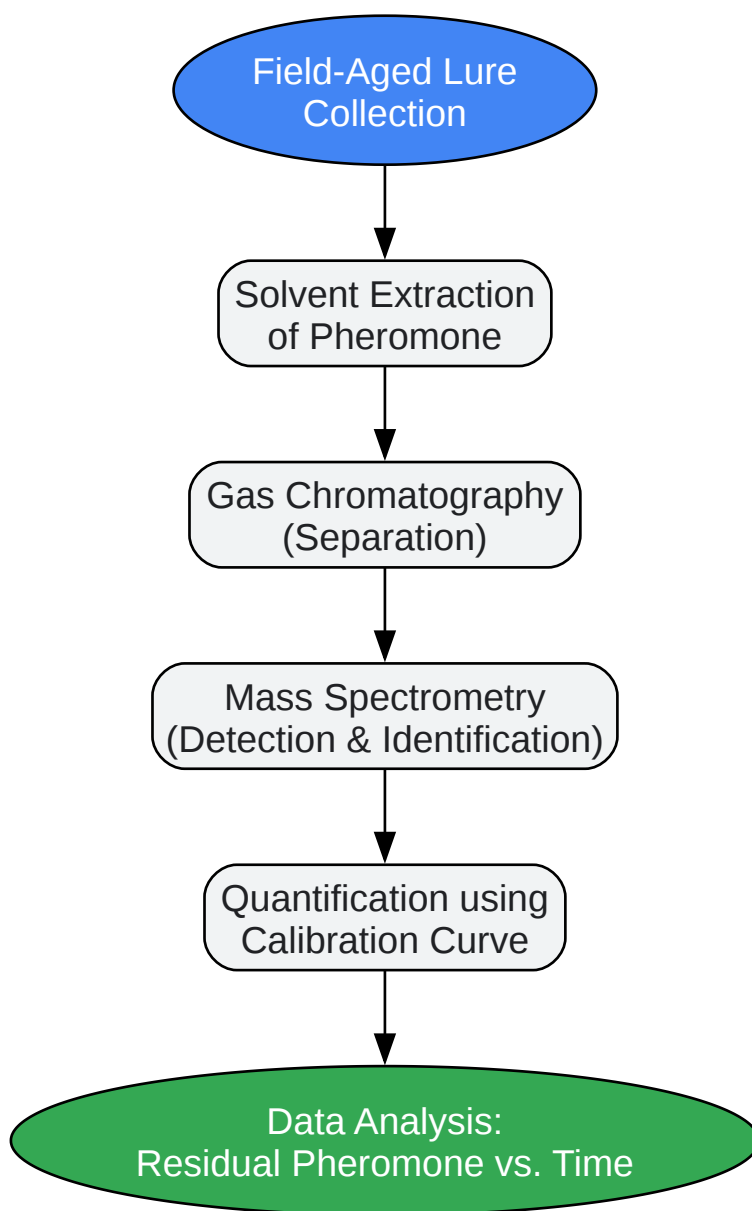 Field-Aged Lure
Collection
Solvent Extraction
of Pheromone
Gas Chromatography
(Separation)
Mass Spectrometry
(Detection & Identification)
Quantification using
Calibration Curve
Data Analysis:
Residual Pheromone vs. Time